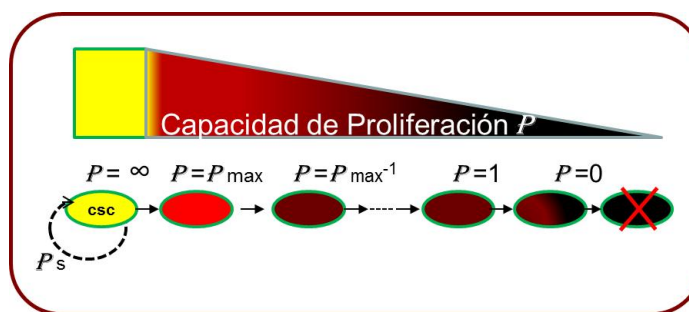 Capacidad de Proliferación P
P = ∞ P=P max P=P max⁻¹ P=1 P=0
csc
P s